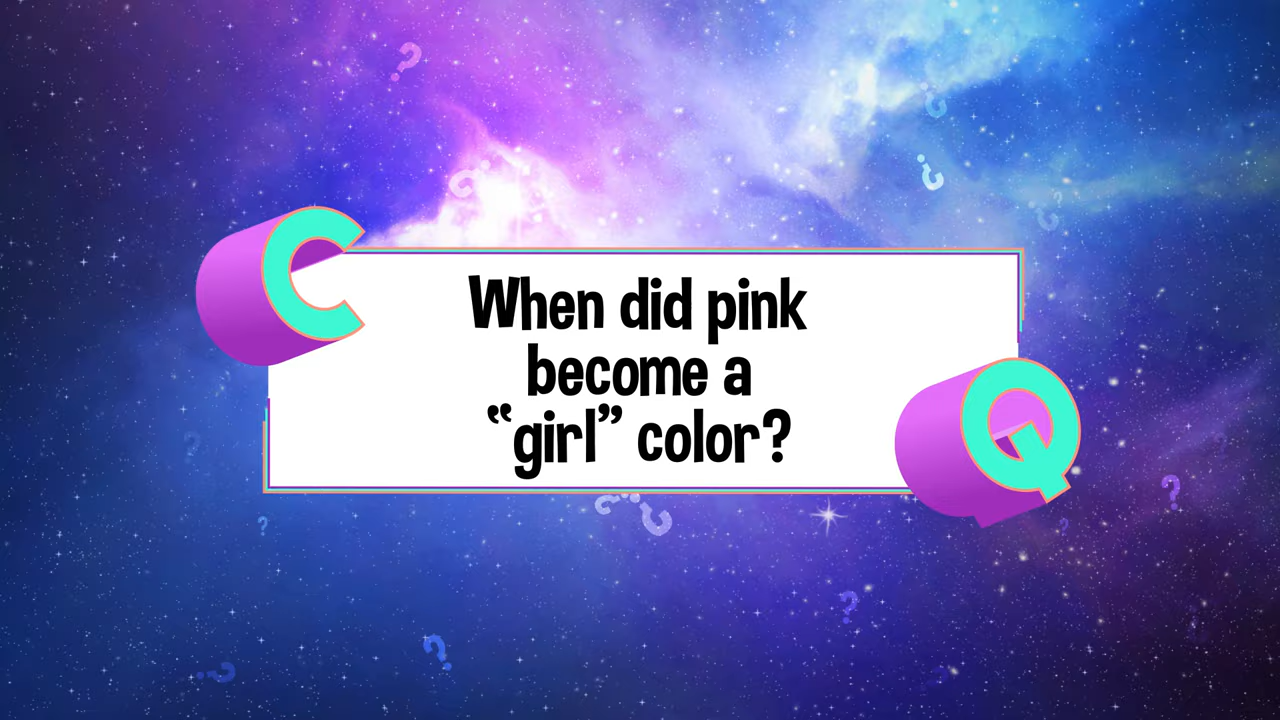 C
When did pink
become a
“girl” color?
Q